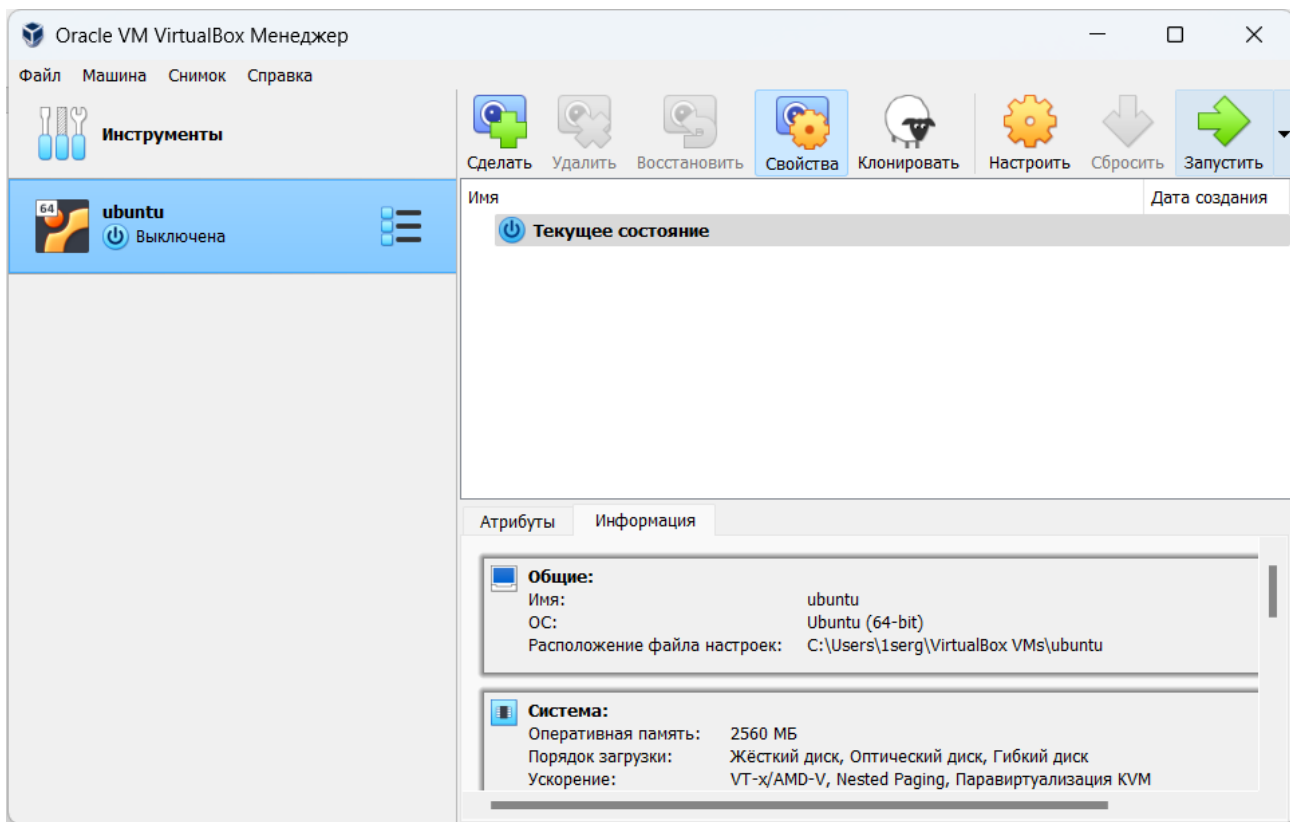 Oracle VM VirtualBox Менеджер
Файл Машина Снимок Справка
Инструменты
Сделать Удалить Восстановить Свойства Клонировать Настроить Сбросить Запустить
64
ubuntu
Выключена
Имя Дата создания
Текущее состояние
Атрибуты Информация
Общие:
Имя: ubuntu
ОС: Ubuntu (64-bit)
Расположение файла настроек: C:\Users\1serg\VirtualBox VMs\ubuntu
Система:
Оперативная память: 2560 МБ
Порядок загрузки: Жёсткий диск, Оптический диск, Гибкий диск
Ускорение: VT-x/AMD-V, Nested Paging, Паравиртуализация KVM